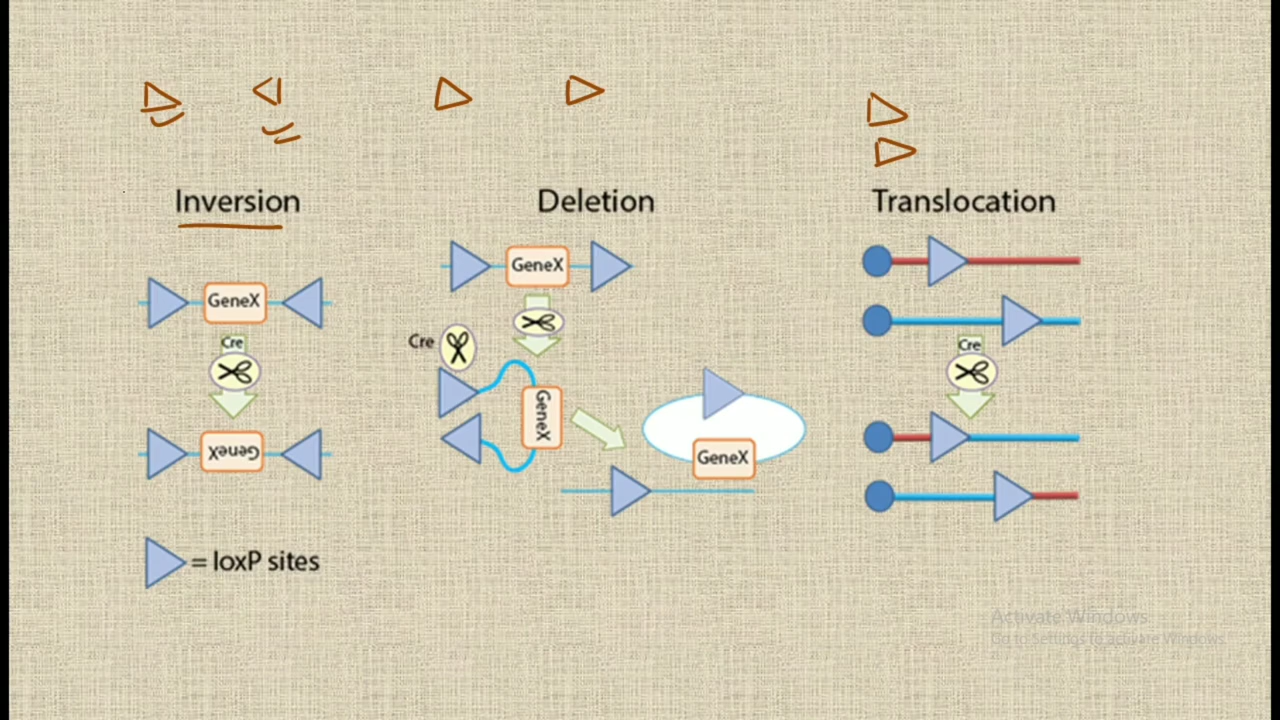 Inversion
GeneX
Cre
GeneX
= loxP sites
Deletion
GeneX
Cre
GeneX
GeneX
Translocation
Cre
Activate Windows
Go to Settings to activate Windows.